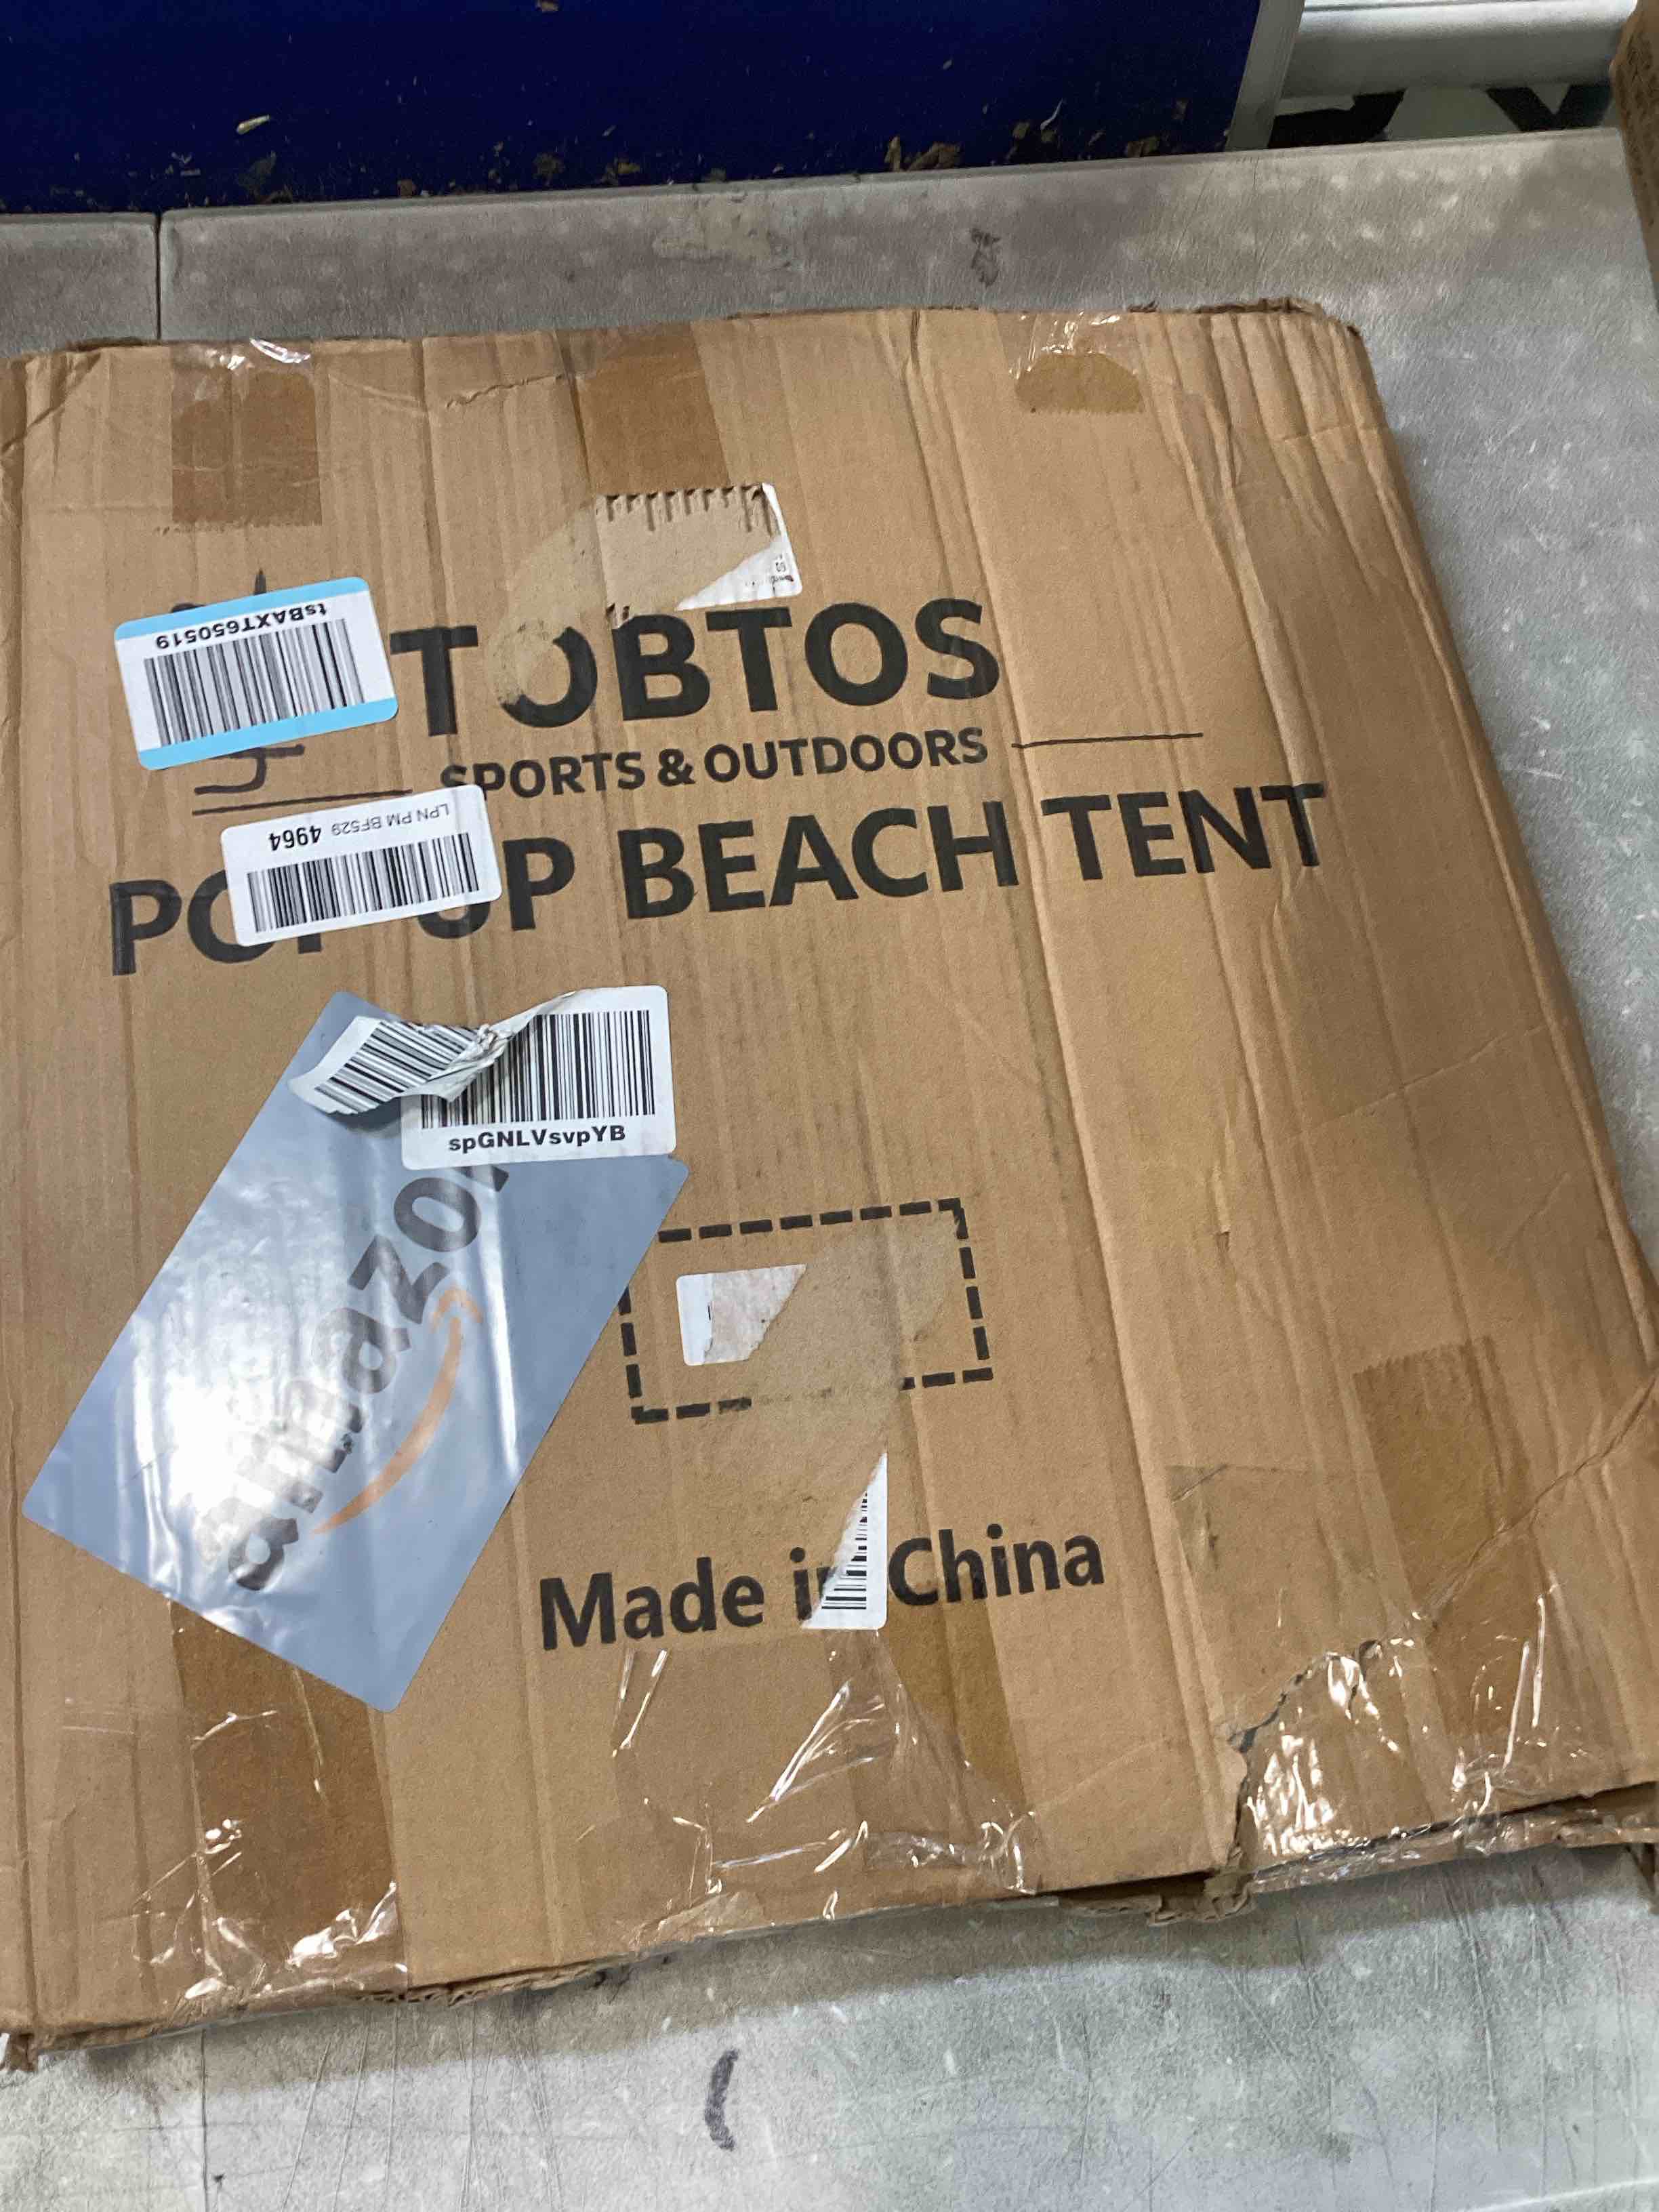 tsBAXT650519
TOBTOS
SPORTS & OUTDOORS
LPN PM BF529 4964
POP UP BEACH TENT
spGNLVsvpYB
amazon
Made in China